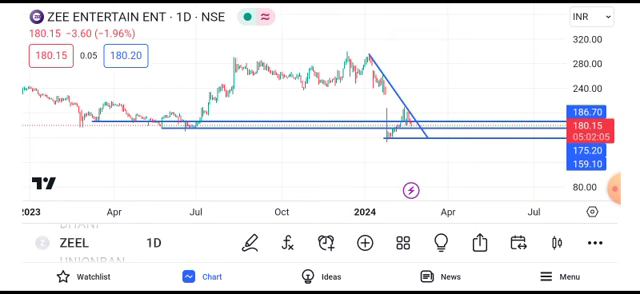 ZEE ENTERTAIN ENT · 1D · NSE
INR
180.15 −3.60 (−1.96%)
180.15 0.05 180.20
320.00
280.00
240.00
186.70
180.15
05:02:05
175.20
159.10
80.00
2023 Apr Jul Oct 2024 Apr Jul
ZEEL 1D
UNIONBAN
Watchlist Chart Ideas News Menu